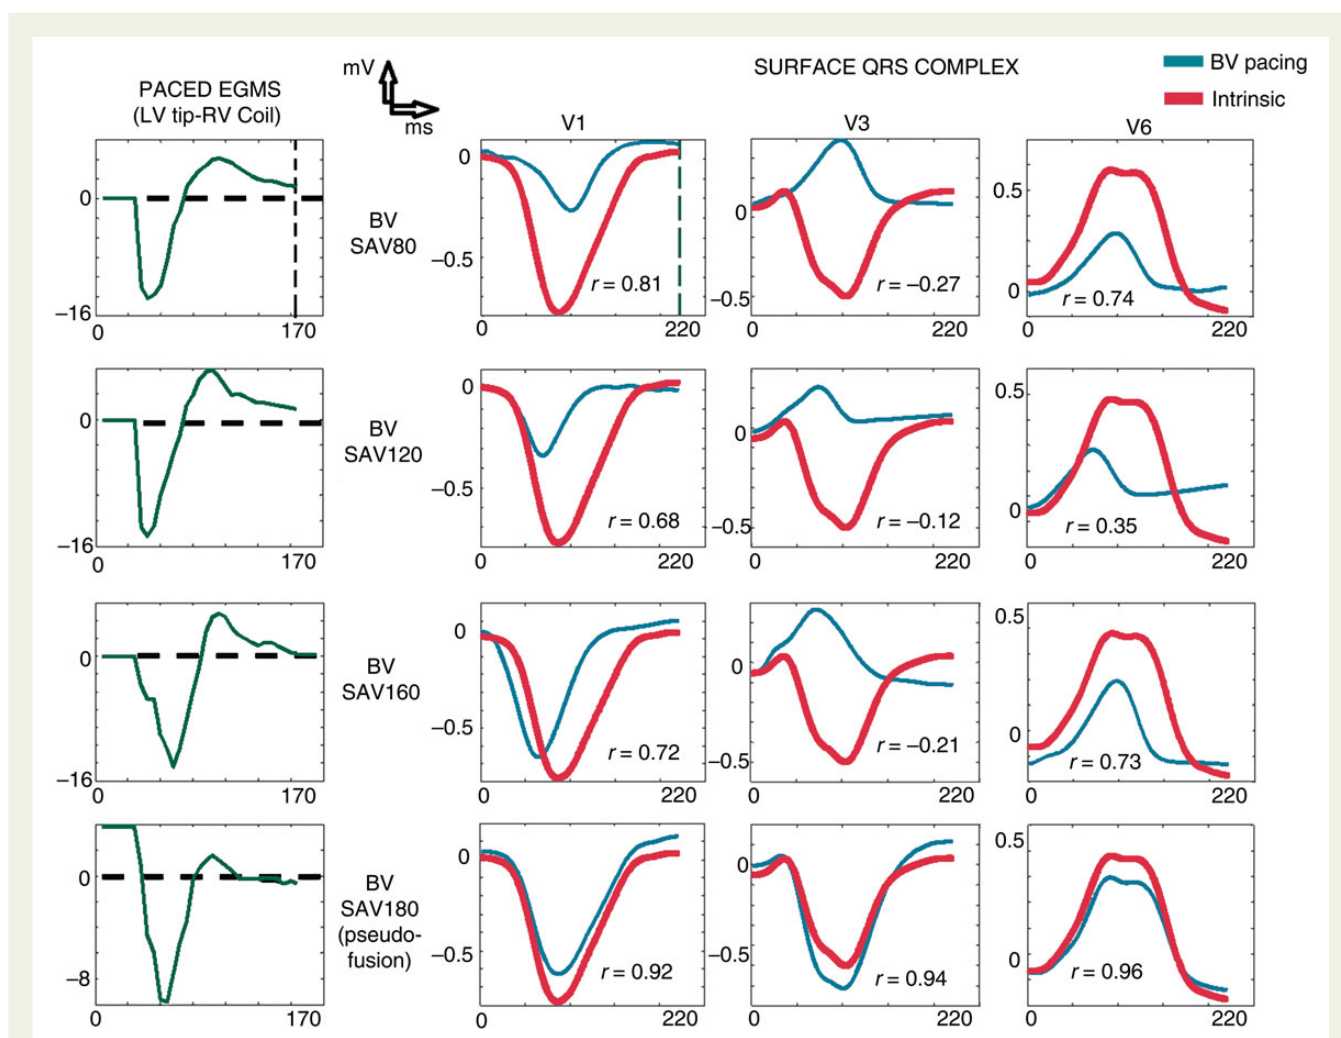 PACED EGMS
(LV tip-RV Coil)
mV
ms
SURFACE QRS COMPLEX
BV pacing
Intrinsic
V1
V3
V6
0
−16
0
170
BV
SAV80
0
−0.5
r = 0.81
0
220
0
−0.5
r = −0.27
0
220
0.5
0
r = 0.74
0
220
0
−16
0
170
BV
SAV120
0
−0.5
r = 0.68
0
220
0
−0.5
r = −0.12
0
220
0.5
0
r = 0.35
0
220
0
−16
0
170
BV
SAV160
0
−0.5
r = 0.72
0
220
0
−0.5
r = −0.21
0
220
0.5
0
r = 0.73
0
220
0
−8
0
170
BV
SAV180
(pseudo-
fusion)
0
−0.5
r = 0.92
0
220
0
−0.5
r = 0.94
0
220
0.5
0
r = 0.96
0
220